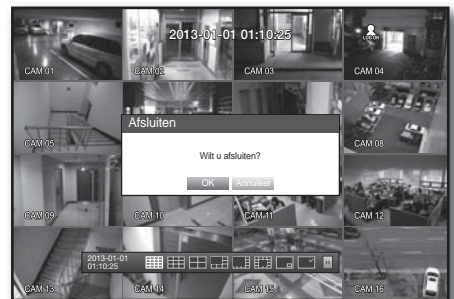 2013-01-01 01:10:25
LOG ON
CAM 01
CAM 02
CAM 03
CAM 04
Afsluiten
Wilt u afsluiten?
OK
Annuleer
CAM 05
CAM 08
CAM 09
CAM 10
CAM 11
CAM 12
2013-01-01
01:10:25
CAM 13
CAM 14
CAM 15
CAM 16